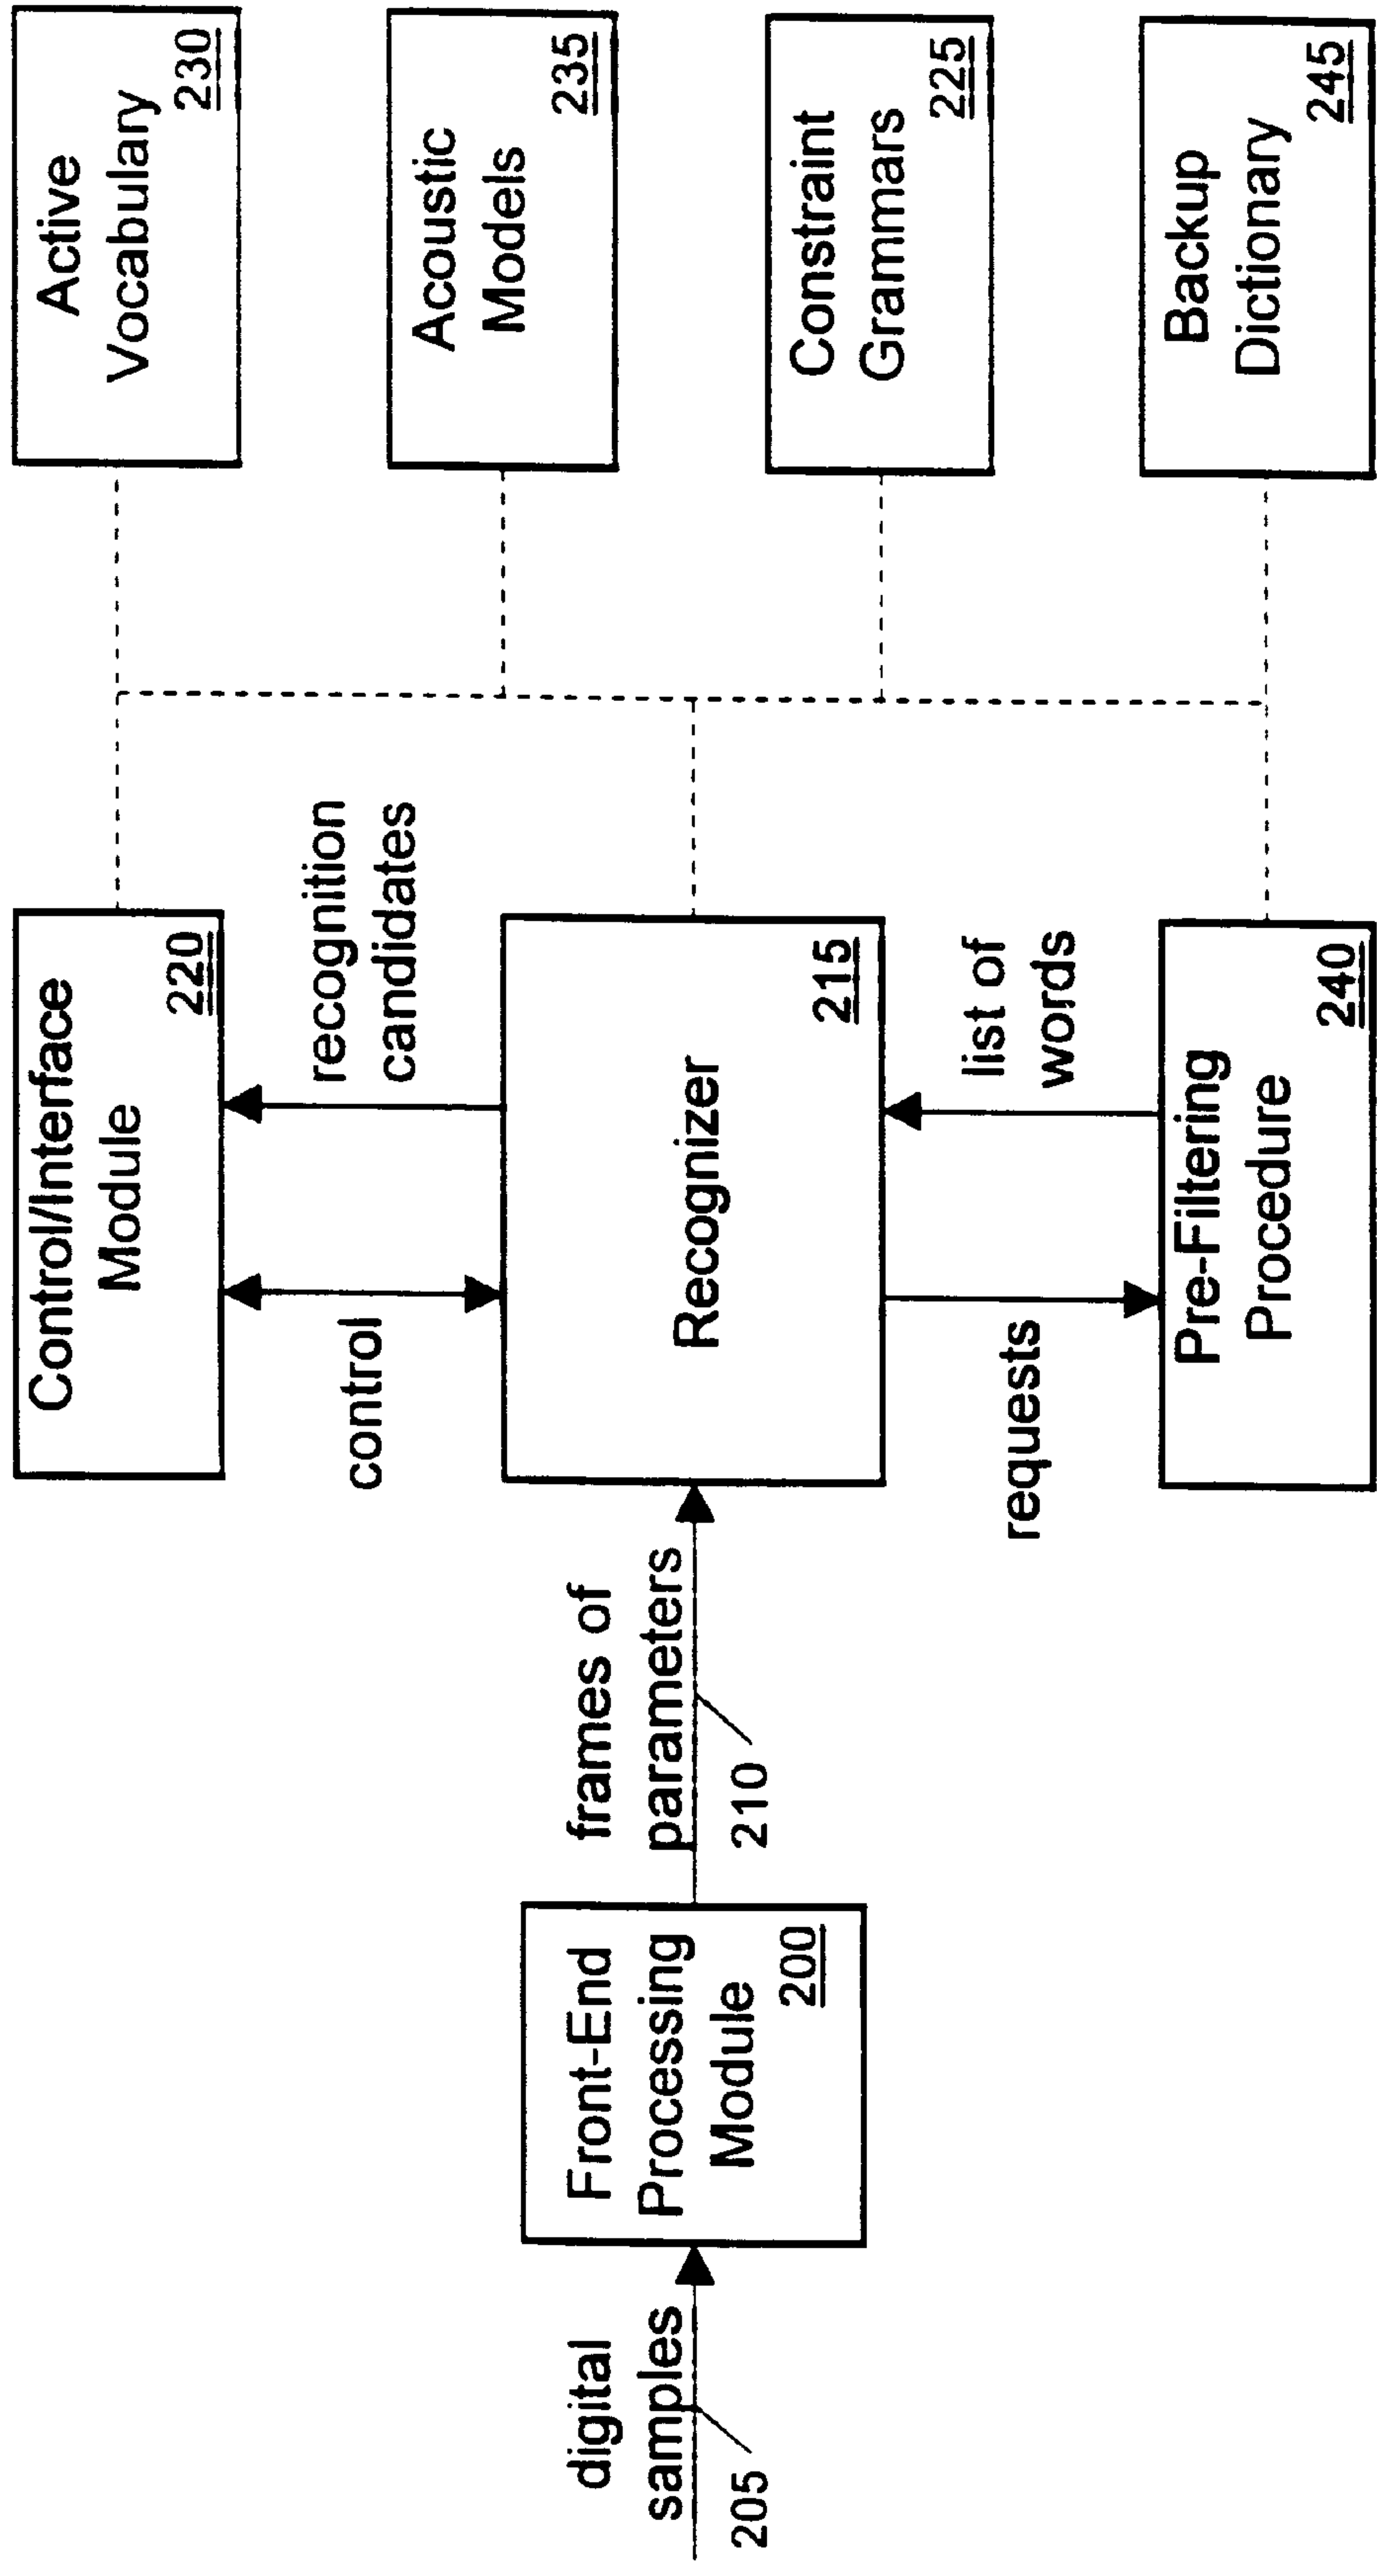 digital
samples
205
Front-End
Processing
Module
200
frames of
parameters
210
Control/Interface
Module
220
control
recognition
candidates
Recognizer
215
requests
list of
words
Pre-Filtering
Procedure
240
Active
Vocabulary
230
Acoustic
Models
235
Constraint
Grammars
225
Backup
Dictionary
245